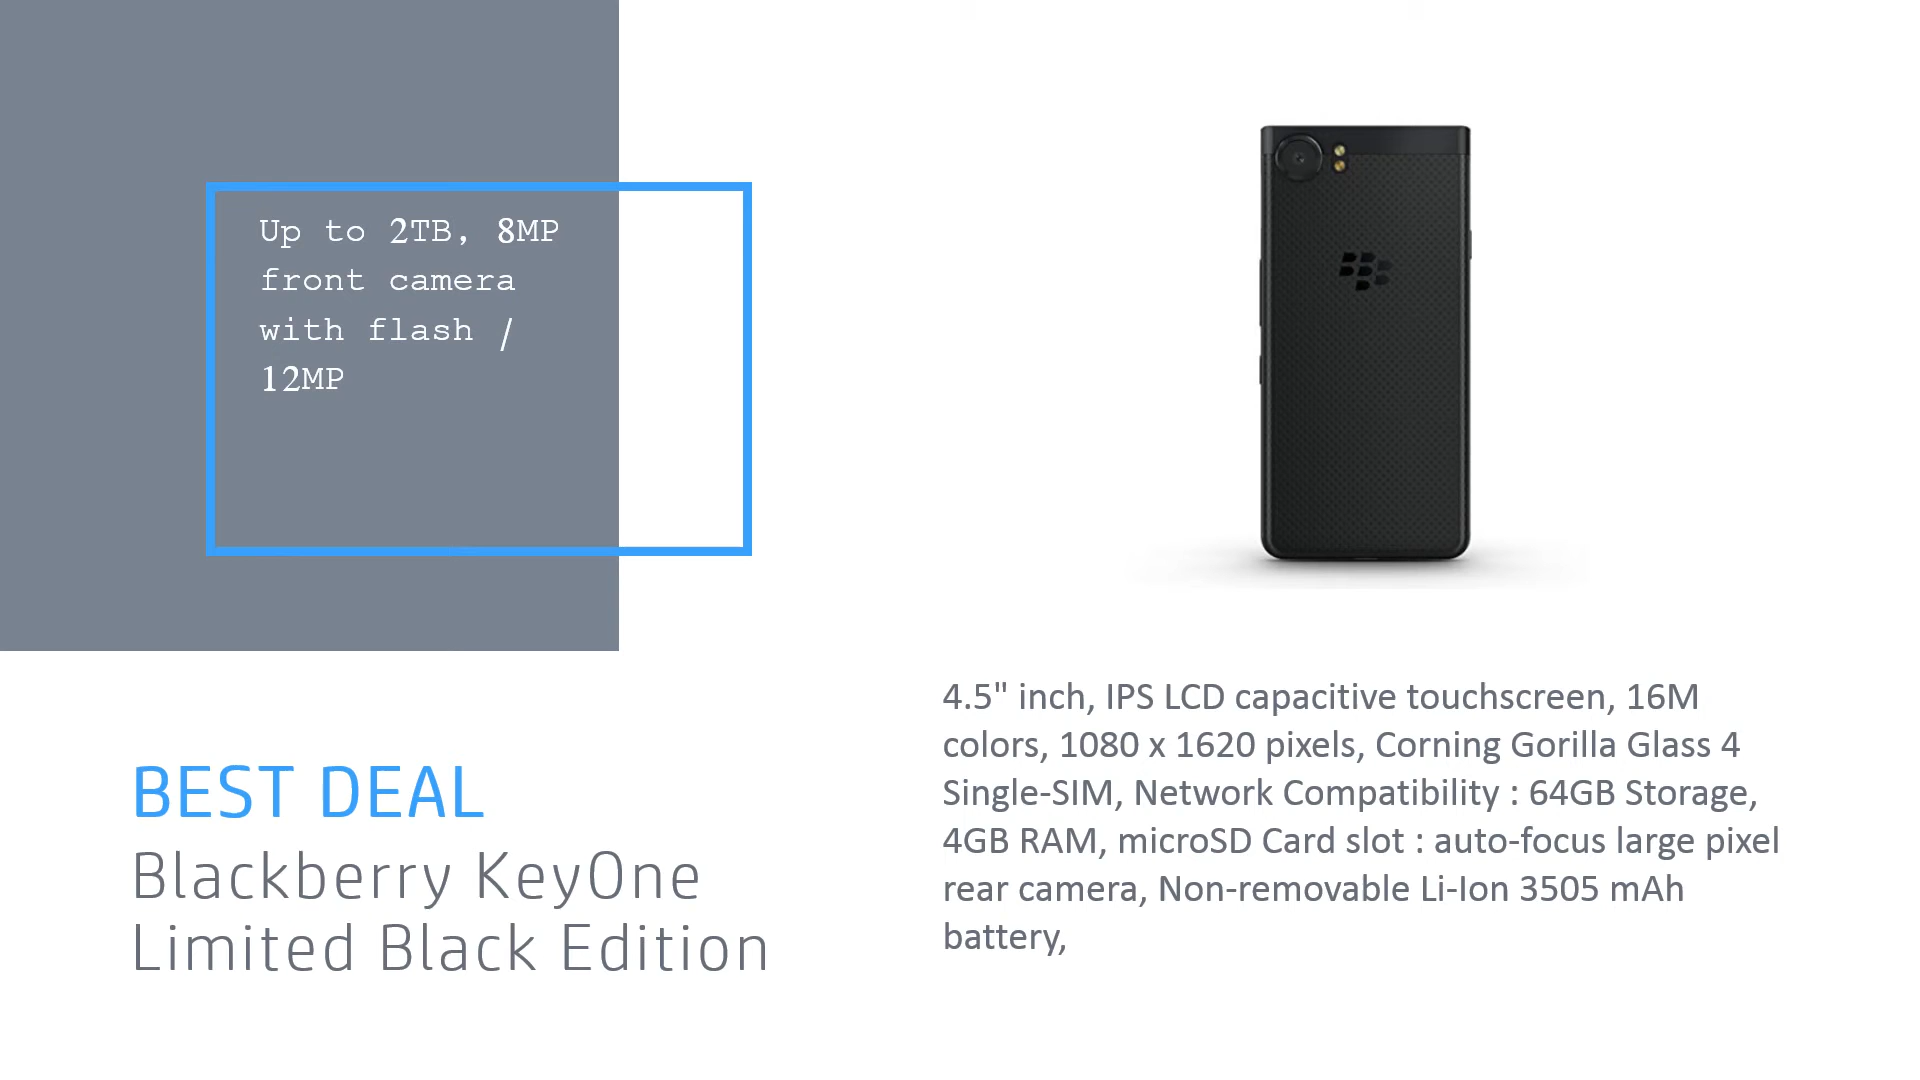 Up to 2TB, 8MP
front camera
with flash /
12MP
BEST DEAL
Blackberry KeyOne
Limited Black Edition
4.5" inch, IPS LCD capacitive touchscreen, 16M
colors, 1080 x 1620 pixels, Corning Gorilla Glass 4
Single-SIM, Network Compatibility : 64GB Storage,
4GB RAM, microSD Card slot : auto-focus large pixel
rear camera, Non-removable Li-Ion 3505 mAh
battery,